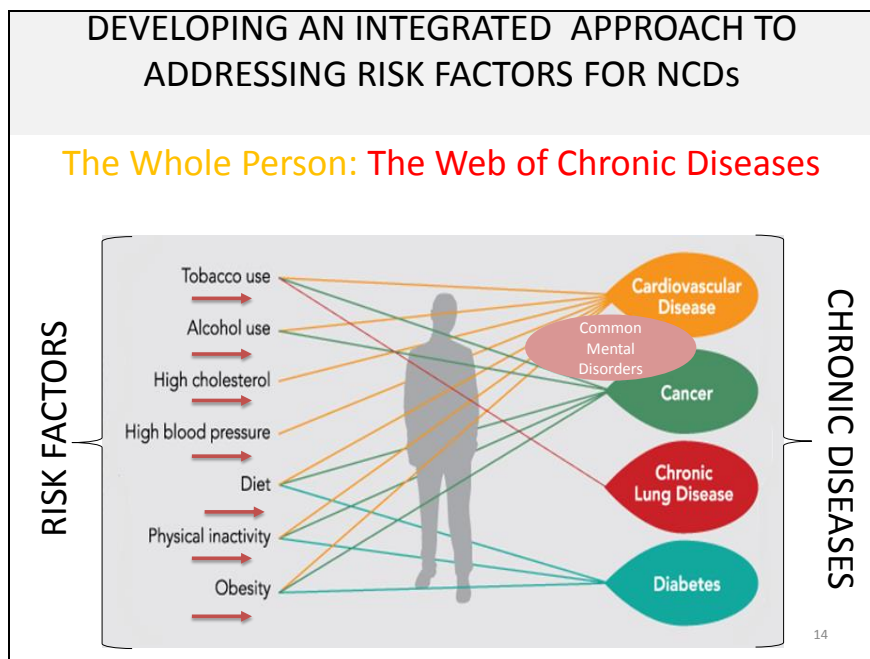 DEVELOPING AN INTEGRATED APPROACH TO
ADDRESSING RISK FACTORS FOR NCDs
The Whole Person: The Web of Chronic Diseases
RISK FACTORS
Tobacco use
Alcohol use
High cholesterol
High blood pressure
Diet
Physical inactivity
Obesity
Cardiovascular
Disease
Common
Mental
Disorders
Cancer
Chronic
Lung Disease
Diabetes
CHRONIC DISEASES
14